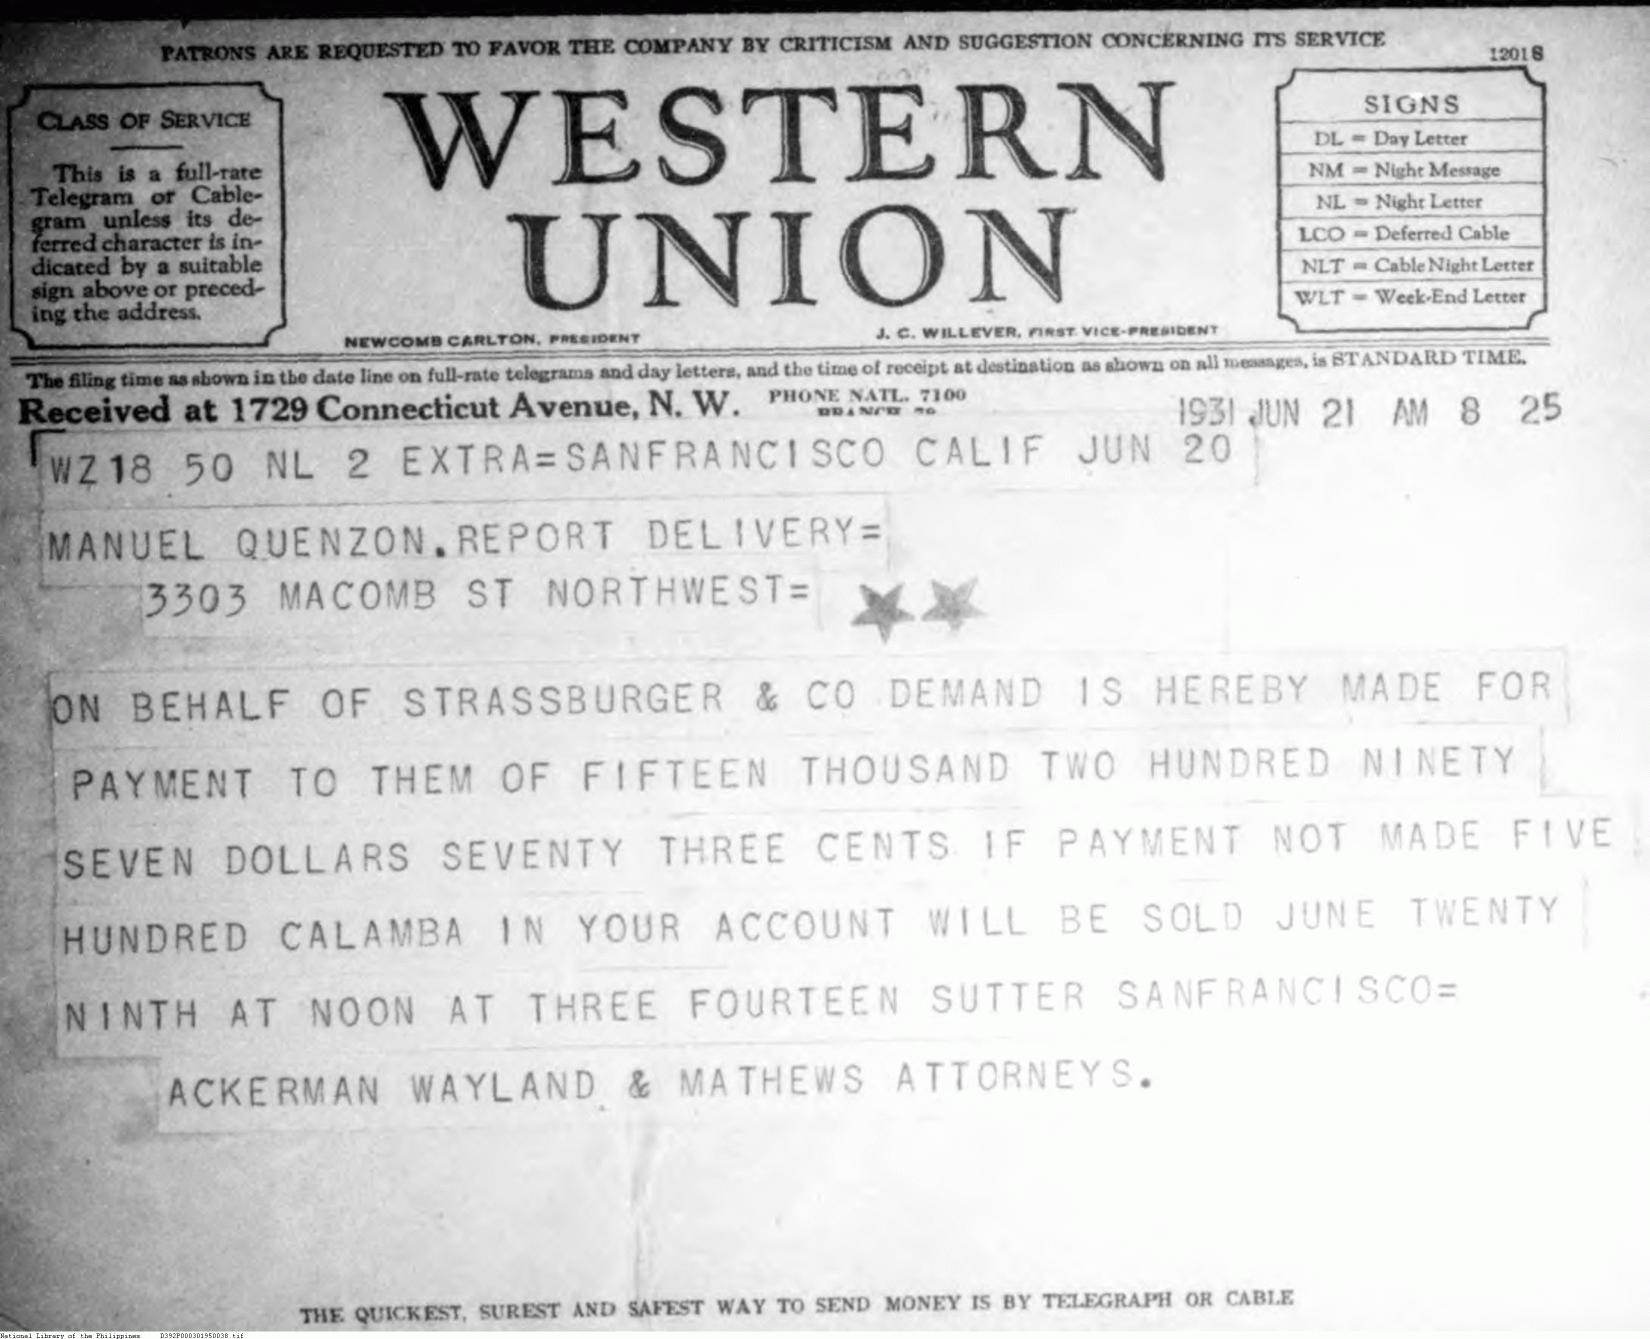 PATRONS ARE REQUESTED TO FAVOR THE COMPANY BY CRITICISM AND SUGGESTION CONCERNING ITS SERVICE
1201S
CLASS OF SERVICE
This is a full-rate
Telegram or Cable-
gram unless its de-
ferred character is in-
dicated by a suitable
sign above or preced-
ing the address.
WESTERN
UNION
NEWCOMB CARLTON, PRESIDENT
J. C. WILLEVER, FIRST VICE-PRESIDENT
SIGNS
DL = Day Letter
NM = Night Message
NL = Night Letter
LCO = Deferred Cable
NLT = Cable Night Letter
WLT = Week-End Letter
The filing time as shown in the date line on full-rate telegrams and day letters, and the time of receipt at destination as shown on all messages, is STANDARD TIME.
Received at 1729 Connecticut Avenue, N. W. PHONE NATL. 7100
BRANCH
1931 JUN 21 AM 8 25
WZ18 50 NL 2 EXTRA=SANFRANCISCO CALIF JUN 20
MANUEL QUENZON.REPORT DELIVERY=
3303 MACOMB ST NORTHWEST=
ON BEHALF OF STRASSBURGER & CO DEMAND IS HEREBY MADE FOR
PAYMENT TO THEM OF FIFTEEN THOUSAND TWO HUNDRED NINETY
SEVEN DOLLARS SEVENTY THREE CENTS IF PAYMENT NOT MADE FIVE
HUNDRED CALAMBA IN YOUR ACCOUNT WILL BE SOLD JUNE TWENTY
NINTH AT NOON AT THREE FOURTEEN SUTTER SANFRANCISCO=
ACKERMAN WAYLAND & MATHEWS ATTORNEYS.
THE QUICKEST, SUREST AND SAFEST WAY TO SEND MONEY IS BY TELEGRAPH OR CABLE
National Library of the Philippines D392P000301950038.tif